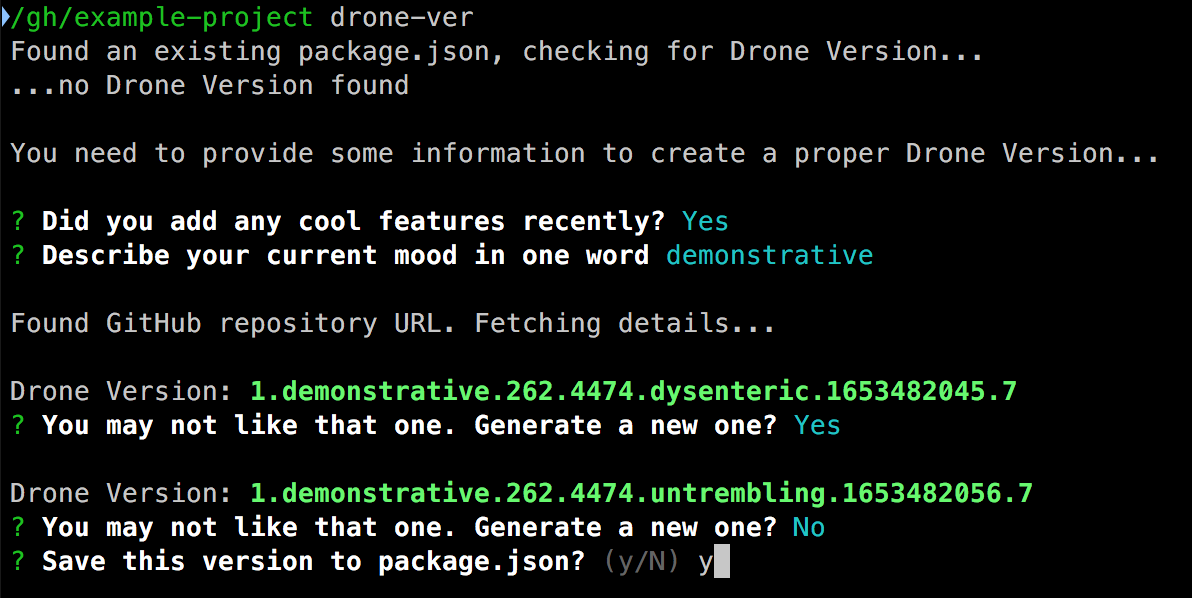 /gh/example-project drone-ver
Found an existing package.json, checking for Drone Version...
...no Drone Version found
You need to provide some information to create a proper Drone Version...
? Did you add any cool features recently? Yes
? Describe your current mood in one word demonstrative
Found GitHub repository URL. Fetching details...
Drone Version: 1.demonstrative.262.4474.dysenteric.1653482045.7
? You may not like that one. Generate a new one? Yes
Drone Version: 1.demonstrative.262.4474.untrembling.1653482056.7
? You may not like that one. Generate a new one? No
? Save this version to package.json? (y/N) y